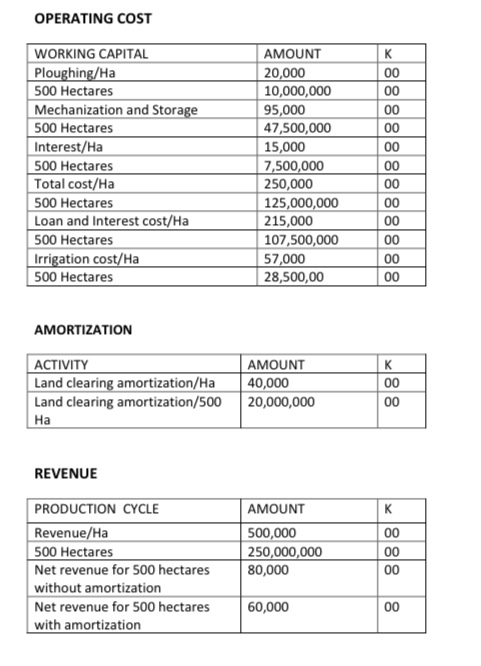 OPERATING COST
WORKING CAPITAL AMOUNT K
Ploughing/Ha 20,000 00
500 Hectares 10,000,000 00
Mechanization and Storage 95,000 00
500 Hectares 47,500,000 00
Interest/Ha 15,000 00
500 Hectares 7,500,000 00
Total cost/Ha 250,000 00
500 Hectares 125,000,000 00
Loan and Interest cost/Ha 215,000 00
500 Hectares 107,500,000 00
Irrigation cost/Ha 57,000 00
500 Hectares 28,500,00 00
AMORTIZATION
ACTIVITY AMOUNT K
Land clearing amortization/Ha 40,000 00
Land clearing amortization/500 20,000,000 00
Ha
REVENUE
PRODUCTION CYCLE AMOUNT K
Revenue/Ha 500,000 00
500 Hectares 250,000,000 00
Net revenue for 500 hectares 80,000 00
without amortization
Net revenue for 500 hectares 60,000 00
with amortization